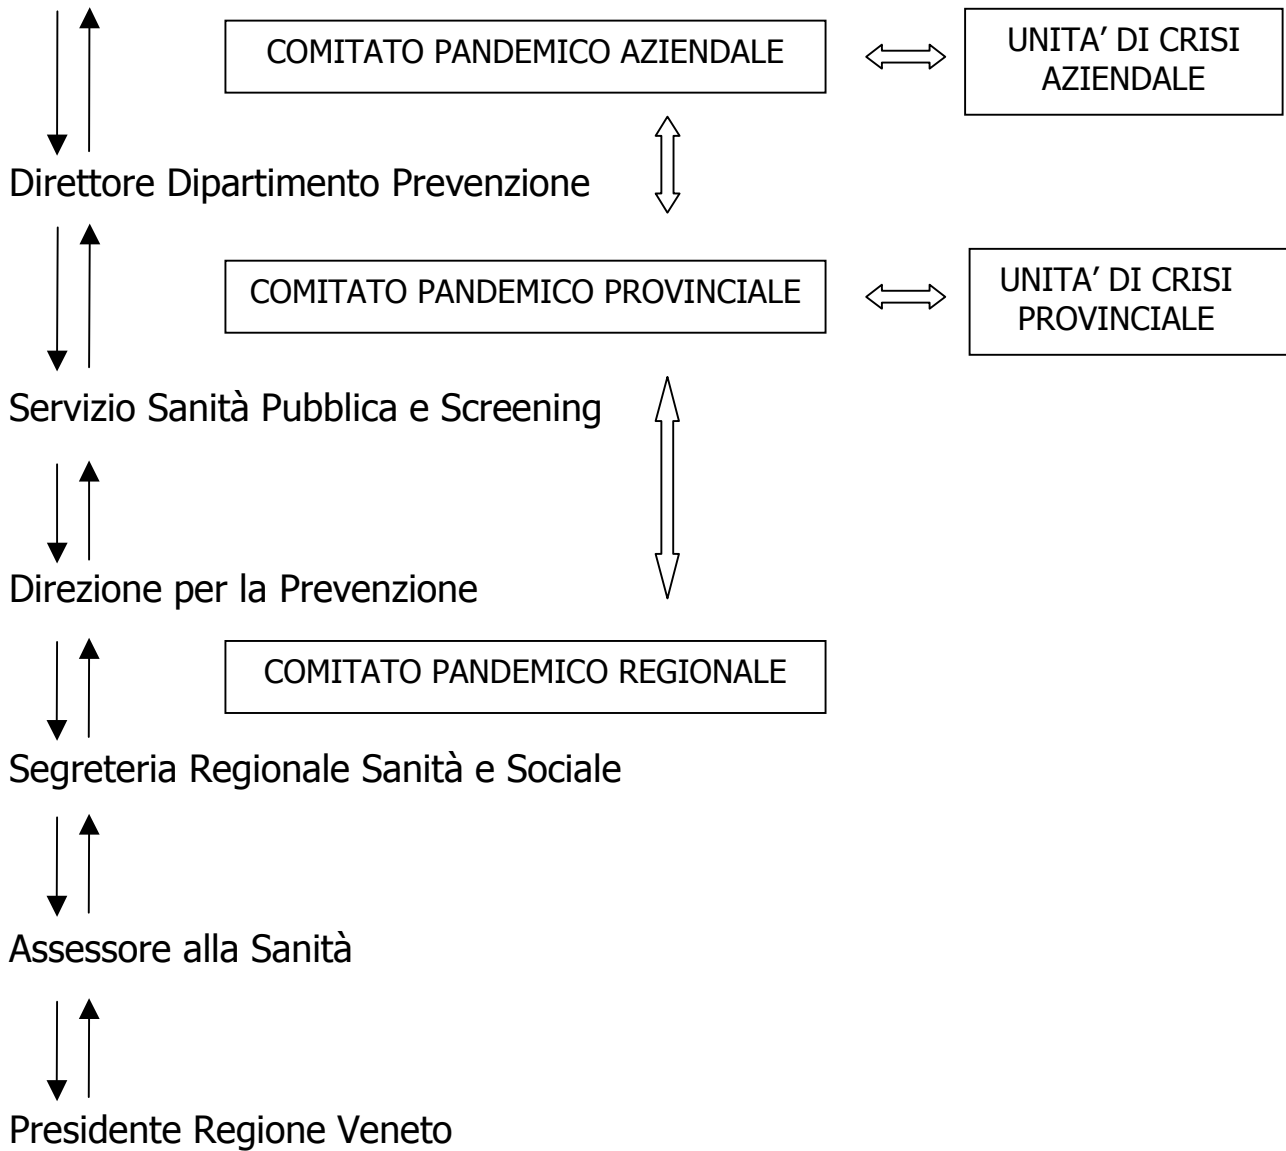 COMITATO PANDEMICO AZIENDALE
UNITA’ DI CRISI
AZIENDALE
Direttore Dipartimento Prevenzione
COMITATO PANDEMICO PROVINCIALE
UNITA’ DI CRISI
PROVINCIALE
Servizio Sanità Pubblica e Screening
Direzione per la Prevenzione
COMITATO PANDEMICO REGIONALE
Segreteria Regionale Sanità e Sociale
Assessore alla Sanità
Presidente Regione Veneto